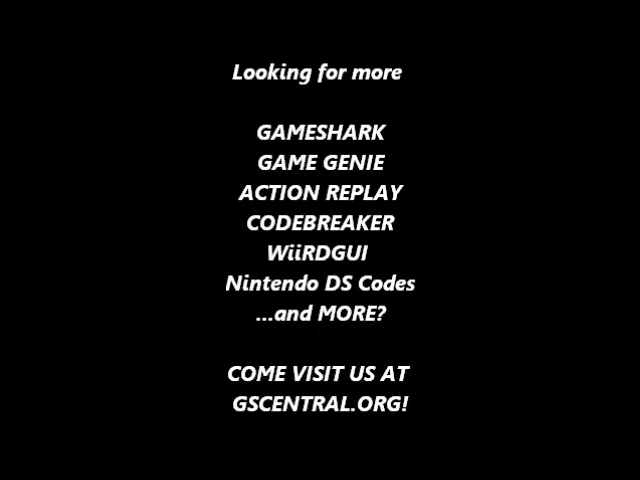 Looking for more
GAMESHARK
GAME GENIE
ACTION REPLAY
CODEBREAKER
WiiRDGUI
Nintendo DS Codes
...and MORE?
COME VISIT US AT
GSCENTRAL.ORG!